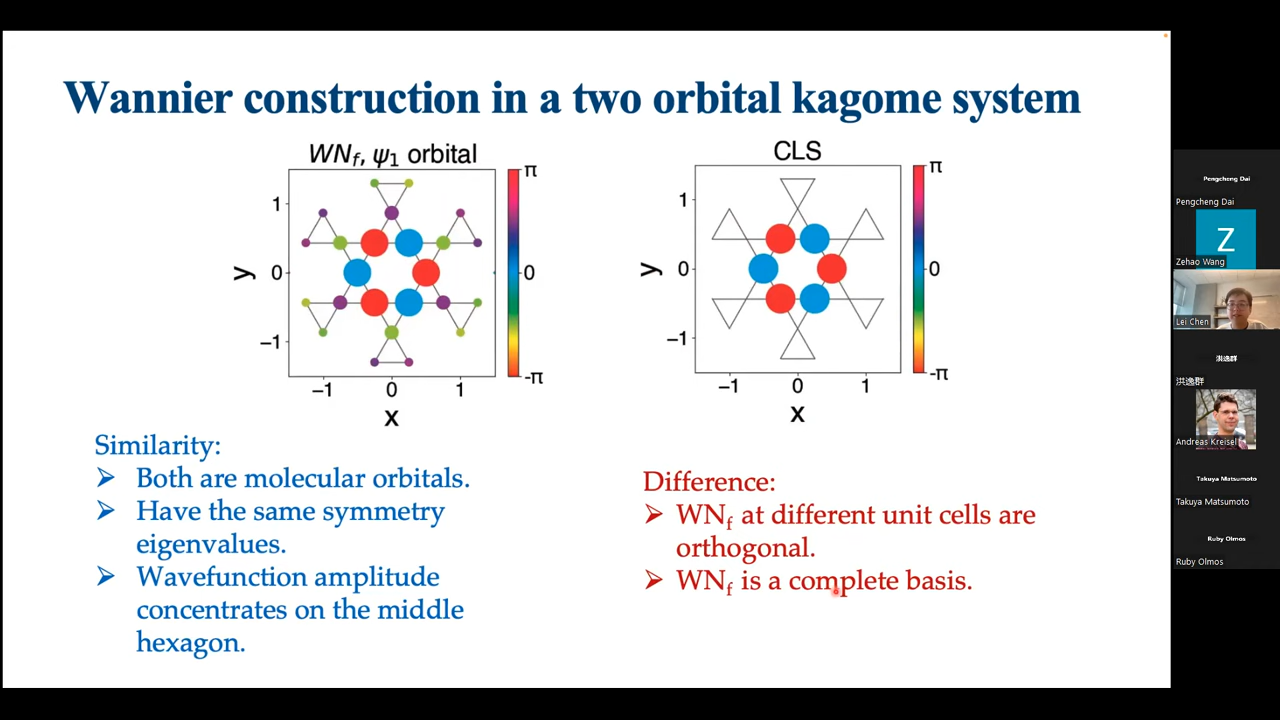 Wannier construction in a two orbital kagome system
WN_f, ψ_1 orbital
π
1
0
−1
y
0
-π
−1
0
1
x
CLS
π
1
0
−1
y
0
-π
−1
0
1
x
Similarity:
➢ Both are molecular orbitals.
➢ Have the same symmetry
eigenvalues.
➢ Wavefunction amplitude
concentrates on the middle
hexagon.
Difference:
➢ WN_f at different unit cells are
orthogonal.
➢ WN_f is a complete basis.
Pengcheng Dai
Pengcheng Dai
Z
Zehao Wang
Lei Chen
洪逸群
洪逸群
Andreas Kreisel
Takuya Matsumoto
Takuya Matsumoto
Ruby Olmos
Ruby Olmos